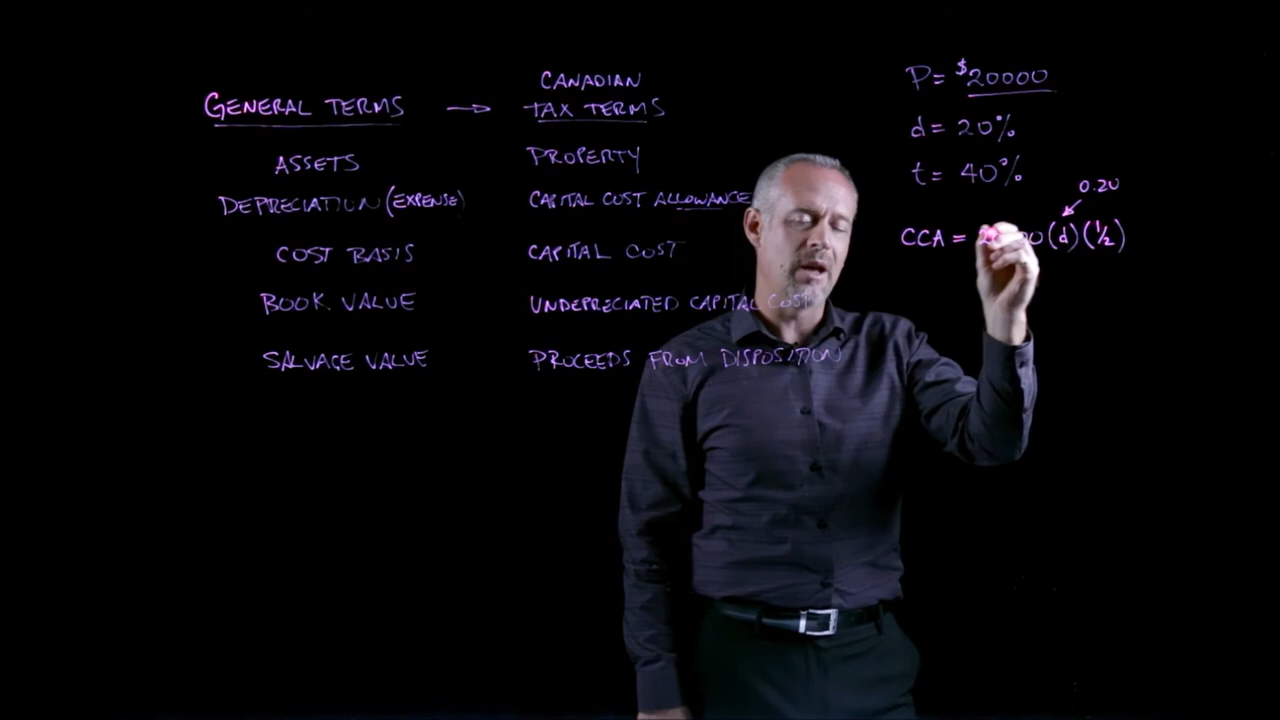 GENERAL TERMS → CANADIAN TAX TERMS
ASSETS PROPERTY
DEPRECIATION (EXPENSE) CAPITAL COST ALLOWANCE
COST BASIS CAPITAL COST
BOOK VALUE UNDEPRECIATED CAPITAL COST
SALVAGE VALUE PROCEEDS FROM DISPOSITION
P = $20000
d = 20%
t = 40%
0.20
CCA = (d)(1/2)